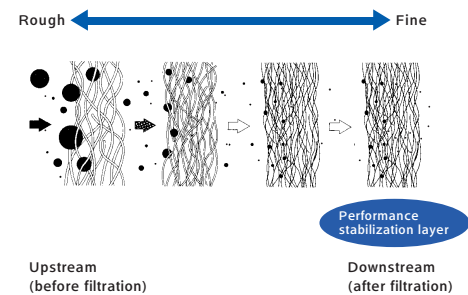 Rough
Fine
Performance
stabilization layer
Upstream
(before filtration)
Downstream
(after filtration)